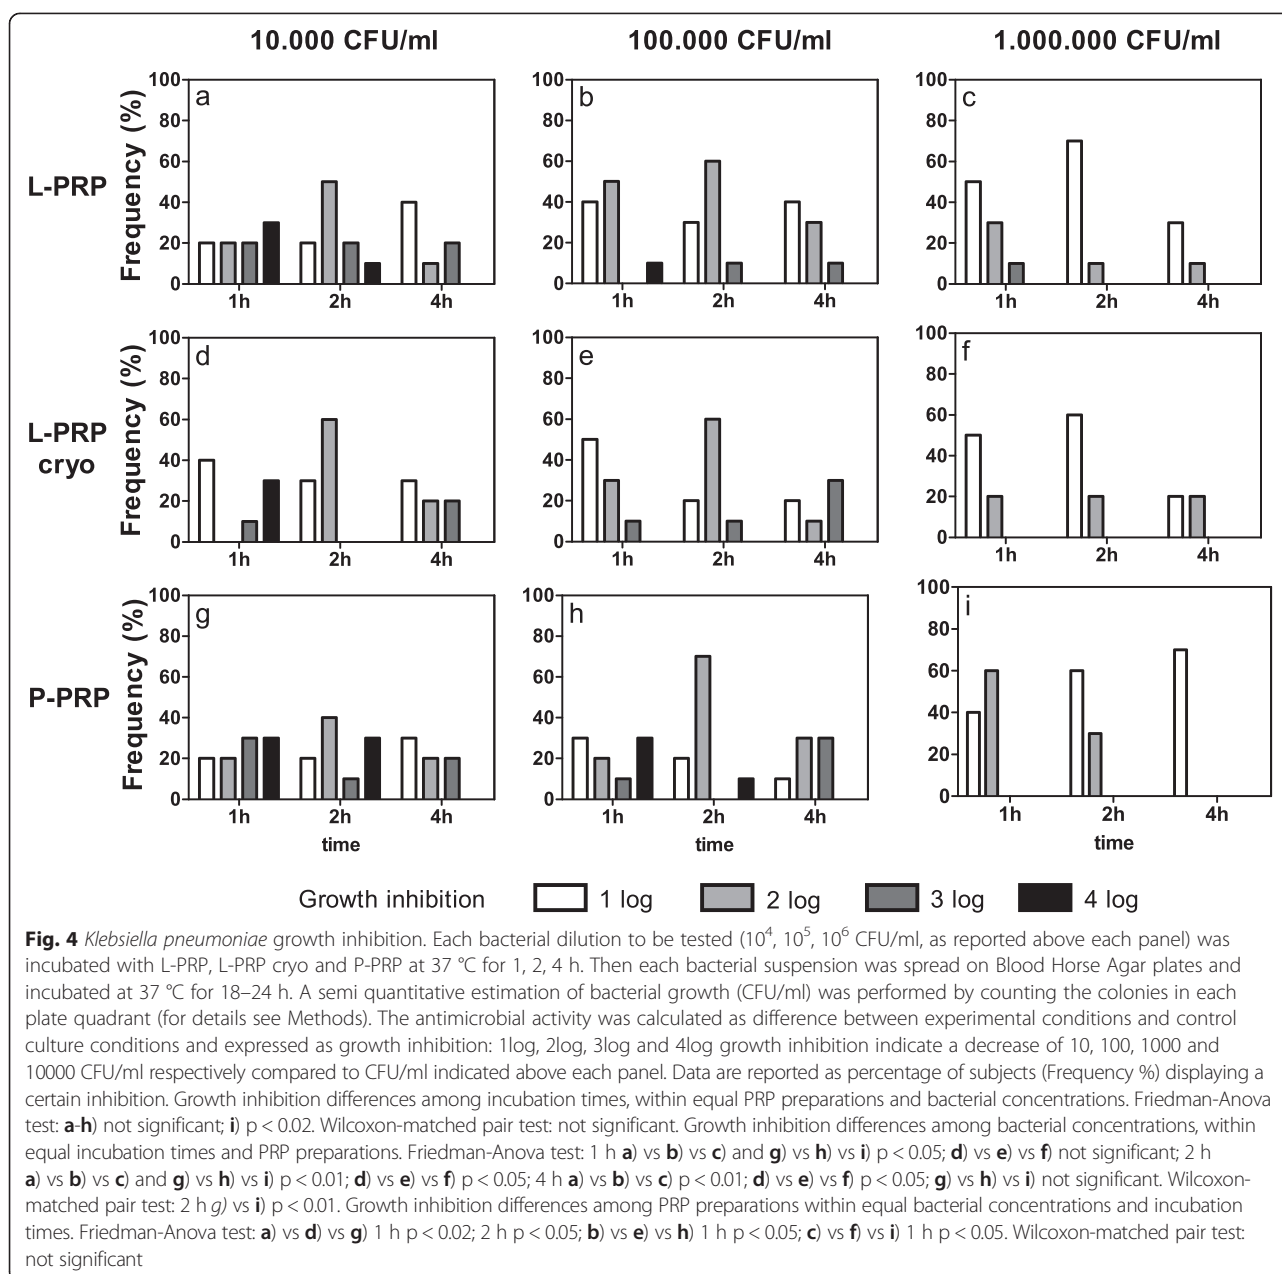 10.000 CFU/ml 100.000 CFU/ml 1.000.000 CFU/ml
L-PRP
Frequency (%)
a
100
80
60
40
20
0
1h 2h 4h
b
100
80
60
40
20
0
1h 2h 4h
c
100
80
60
40
20
0
1h 2h 4h
L-PRP
cryo
Frequency (%)
d
100
80
60
40
20
0
1h 2h 4h
e
100
80
60
40
20
0
1h 2h 4h
f
100
80
60
40
20
0
1h 2h 4h
P-PRP
Frequency (%)
g
100
80
60
40
20
0
1h 2h 4h
time
h
100
80
60
40
20
0
1h 2h 4h
time
i
100
80
60
40
20
0
1h 2h 4h
time
Growth inhibition 1 log 2 log 3 log 4 log
Fig. 4 Klebsiella pneumoniae growth inhibition. Each bacterial dilution to be tested (10⁴, 10⁵, 10⁶ CFU/ml, as reported above each panel) was
incubated with L-PRP, L-PRP cryo and P-PRP at 37 °C for 1, 2, 4 h. Then each bacterial suspension was spread on Blood Horse Agar plates and
incubated at 37 °C for 18–24 h. A semi quantitative estimation of bacterial growth (CFU/ml) was performed by counting the colonies in each
plate quadrant (for details see Methods). The antimicrobial activity was calculated as difference between experimental conditions and control
culture conditions and expressed as growth inhibition: 1log, 2log, 3log and 4log growth inhibition indicate a decrease of 10, 100, 1000 and
10000 CFU/ml respectively compared to CFU/ml indicated above each panel. Data are reported as percentage of subjects (Frequency %) displaying a
certain inhibition. Growth inhibition differences among incubation times, within equal PRP preparations and bacterial concentrations. Friedman-Anova
test: a-h) not significant; i) p < 0.02. Wilcoxon-matched pair test: not significant. Growth inhibition differences among bacterial concentrations, within
equal incubation times and PRP preparations. Friedman-Anova test: 1 h a) vs b) vs c) and g) vs h) vs i) p < 0.05; d) vs e) vs f) not significant; 2 h
a) vs b) vs c) and g) vs h) vs i) p < 0.01; d) vs e) vs f) p < 0.05; 4 h a) vs b) vs c) p < 0.01; d) vs e) vs f) p < 0.05; g) vs h) vs i) not significant. Wilcoxon-
matched pair test: 2 h g) vs i) p < 0.01. Growth inhibition differences among PRP preparations within equal bacterial concentrations and incubation
times. Friedman-Anova test: a) vs d) vs g) 1 h p < 0.02; 2 h p < 0.05; b) vs e) vs h) 1 h p < 0.05; c) vs f) vs i) 1 h p < 0.05. Wilcoxon-matched pair test:
not significant